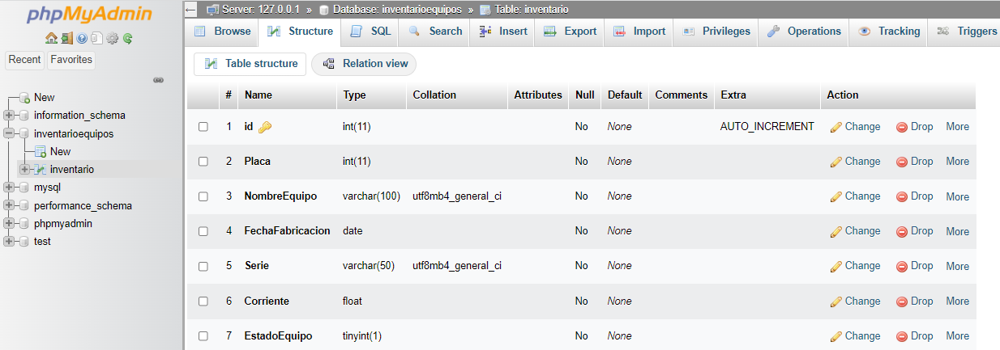 phpMyAdmin
Recent Favorites
New
information_schema
inventarioequipos
New
inventario
mysql
performance_schema
phpmyadmin
test
Server: 127.0.0.1 » Database: inventarioequipos » Table: inventario
Browse Structure SQL Search Insert Export Import Privileges Operations Tracking Triggers
Table structure Relation view
# Name Type Collation Attributes Null Default Comments Extra Action
1 id int(11) No None AUTO_INCREMENT Change Drop More
2 Placa int(11) No None Change Drop More
3 NombreEquipo varchar(100) utf8mb4_general_ci No None Change Drop More
4 FechaFabricacion date No None Change Drop More
5 Serie varchar(50) utf8mb4_general_ci No None Change Drop More
6 Corriente float No None Change Drop More
7 EstadoEquipo tinyint(1) No None Change Drop More